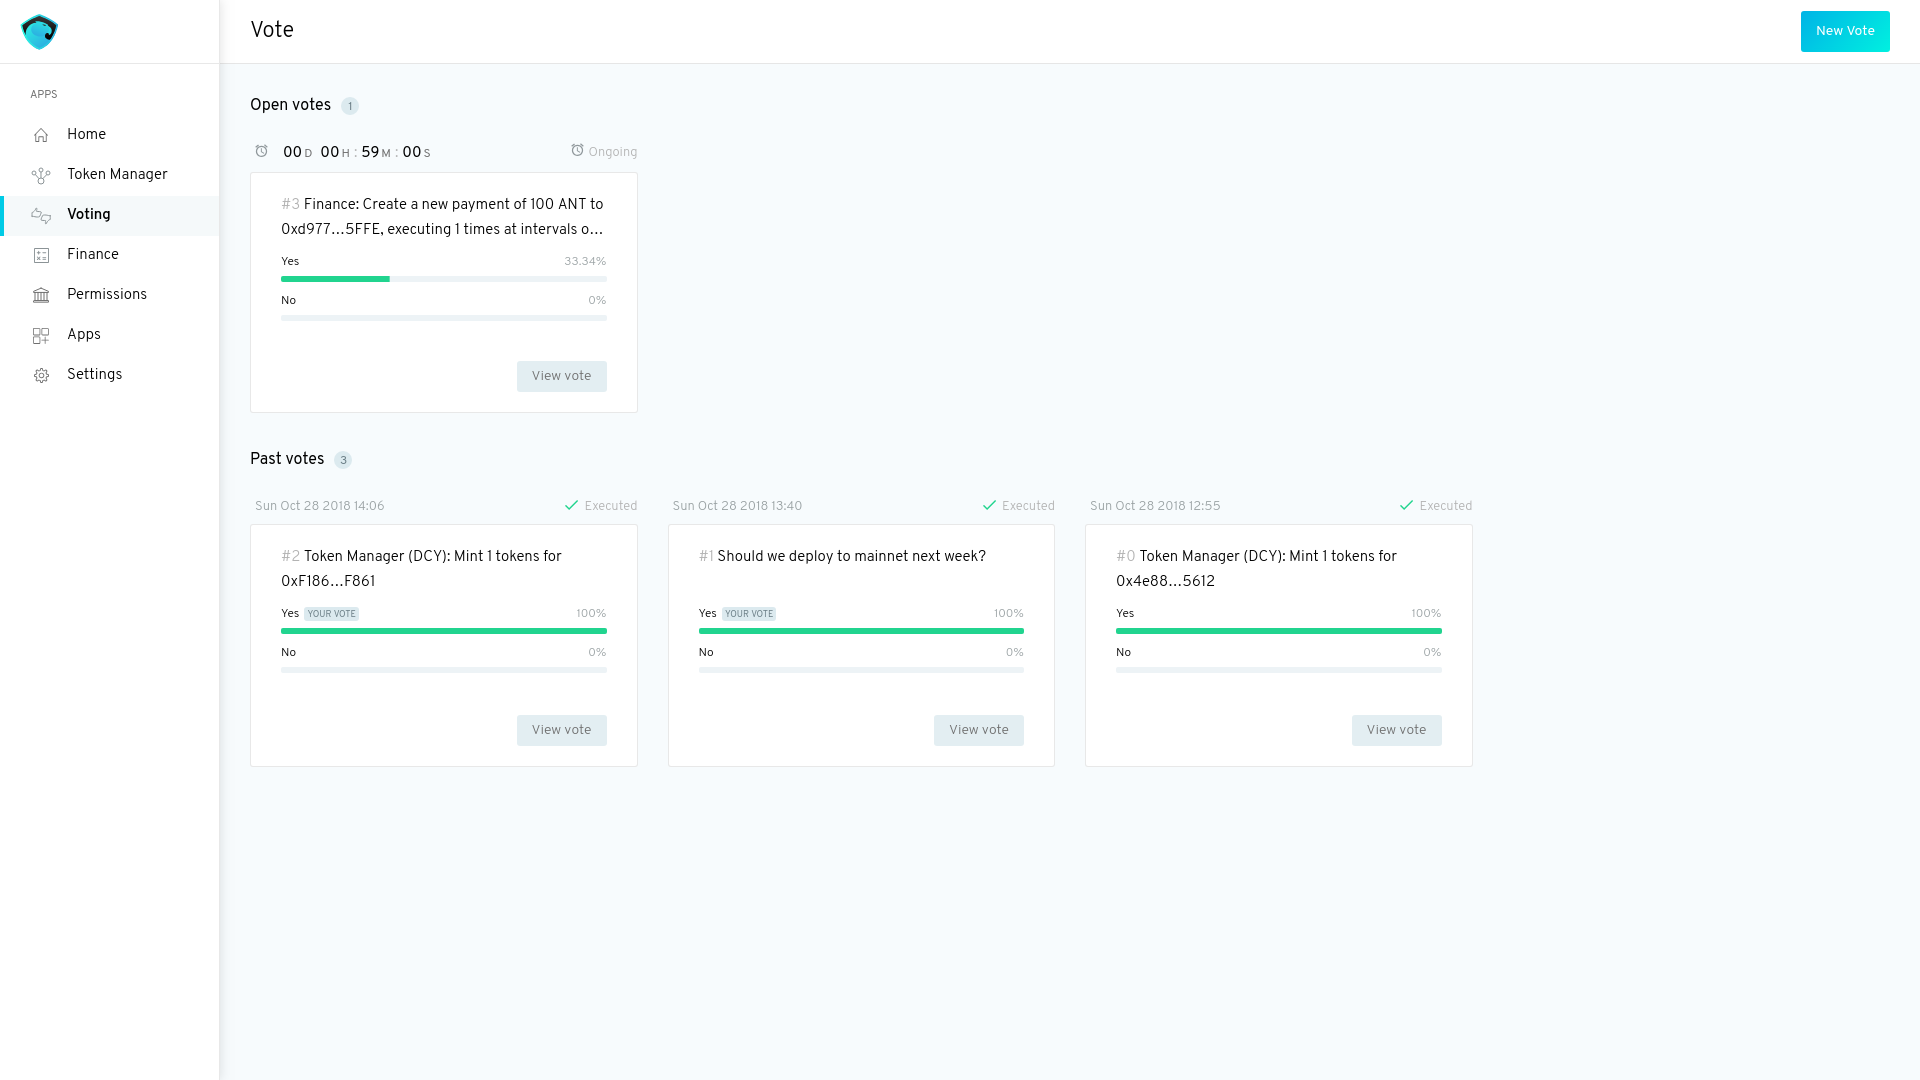 Vote
New Vote
APPS
Home
Token Manager
Voting
Finance
Permissions
Apps
Settings
Open votes 1
00 D 00 H : 59 M : 00 S
Ongoing
#3 Finance: Create a new payment of 100 ANT to
0xd977…5FFE, executing 1 times at intervals o…
Yes 33.34%
No 0%
View vote
Past votes 3
Sun Oct 28 2018 14:06
Executed
#2 Token Manager (DCY): Mint 1 tokens for
0xF186…F861
Yes YOUR VOTE 100%
No 0%
View vote
Sun Oct 28 2018 13:40
Executed
#1 Should we deploy to mainnet next week?
Yes YOUR VOTE 100%
No 0%
View vote
Sun Oct 28 2018 12:55
Executed
#0 Token Manager (DCY): Mint 1 tokens for
0x4e88…5612
Yes 100%
No 0%
View vote